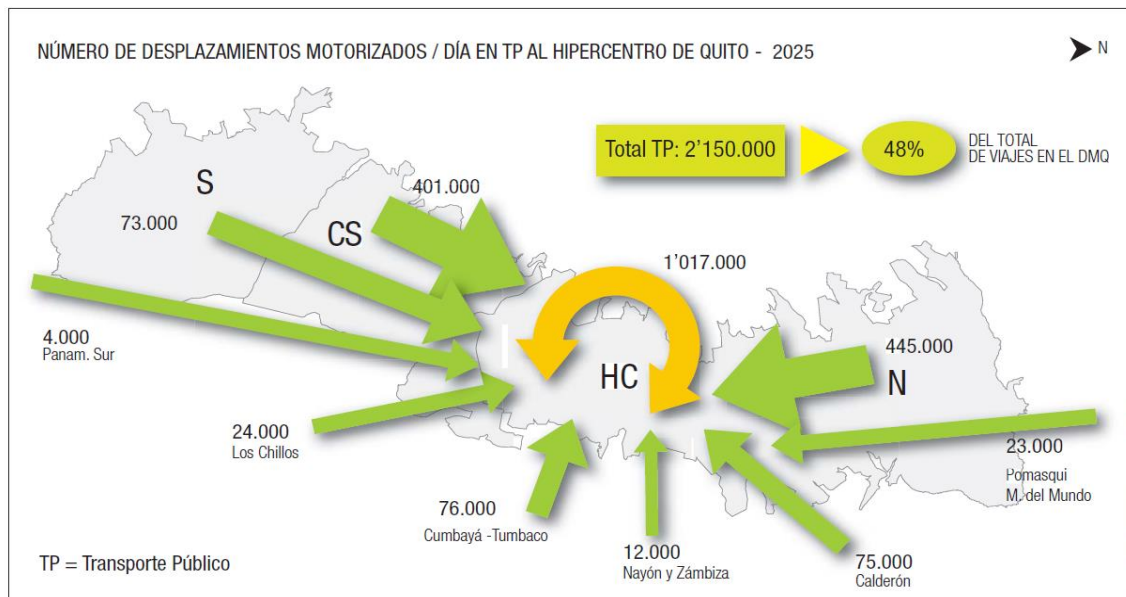 NÚMERO DE DESPLAZAMIENTOS MOTORIZADOS / DÍA EN TP AL HIPERCENTRO DE QUITO - 2025
N
Total TP: 2’150.000
48%
DEL TOTAL
DE VIAJES EN EL DMQ
S
73.000
CS
401.000
1’017.000
4.000
Panam. Sur
HC
445.000
N
24.000
Los Chillos
23.000
Pomasqui
M. del Mundo
76.000
Cumbayá -Tumbaco
12.000
Nayón y Zámbiza
75.000
Calderón
TP = Transporte Público